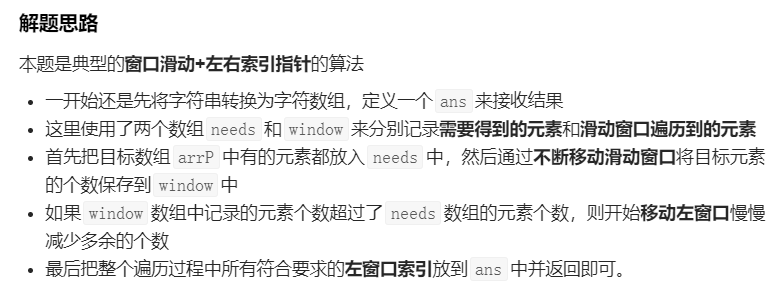 解题思路
本题是典型的窗口滑动+左右索引指针的算法
• 一开始还是先将字符串转换为字符数组，定义一个 ans 来接收结果
• 这里使用了两个数组 needs 和 window 来分别记录需要得到的元素和滑动窗口遍历到的元素
• 首先把目标数组 arrP 中有的元素都放入 needs 中，然后通过不断移动滑动窗口将目标元素
的个数保存到 window 中
• 如果 window 数组中记录的元素个数超过了 needs 数组的元素个数，则开始移动左窗口慢慢
减少多余的个数
• 最后把整个遍历过程中所有符合要求的左窗口索引放到 ans 中并返回即可。